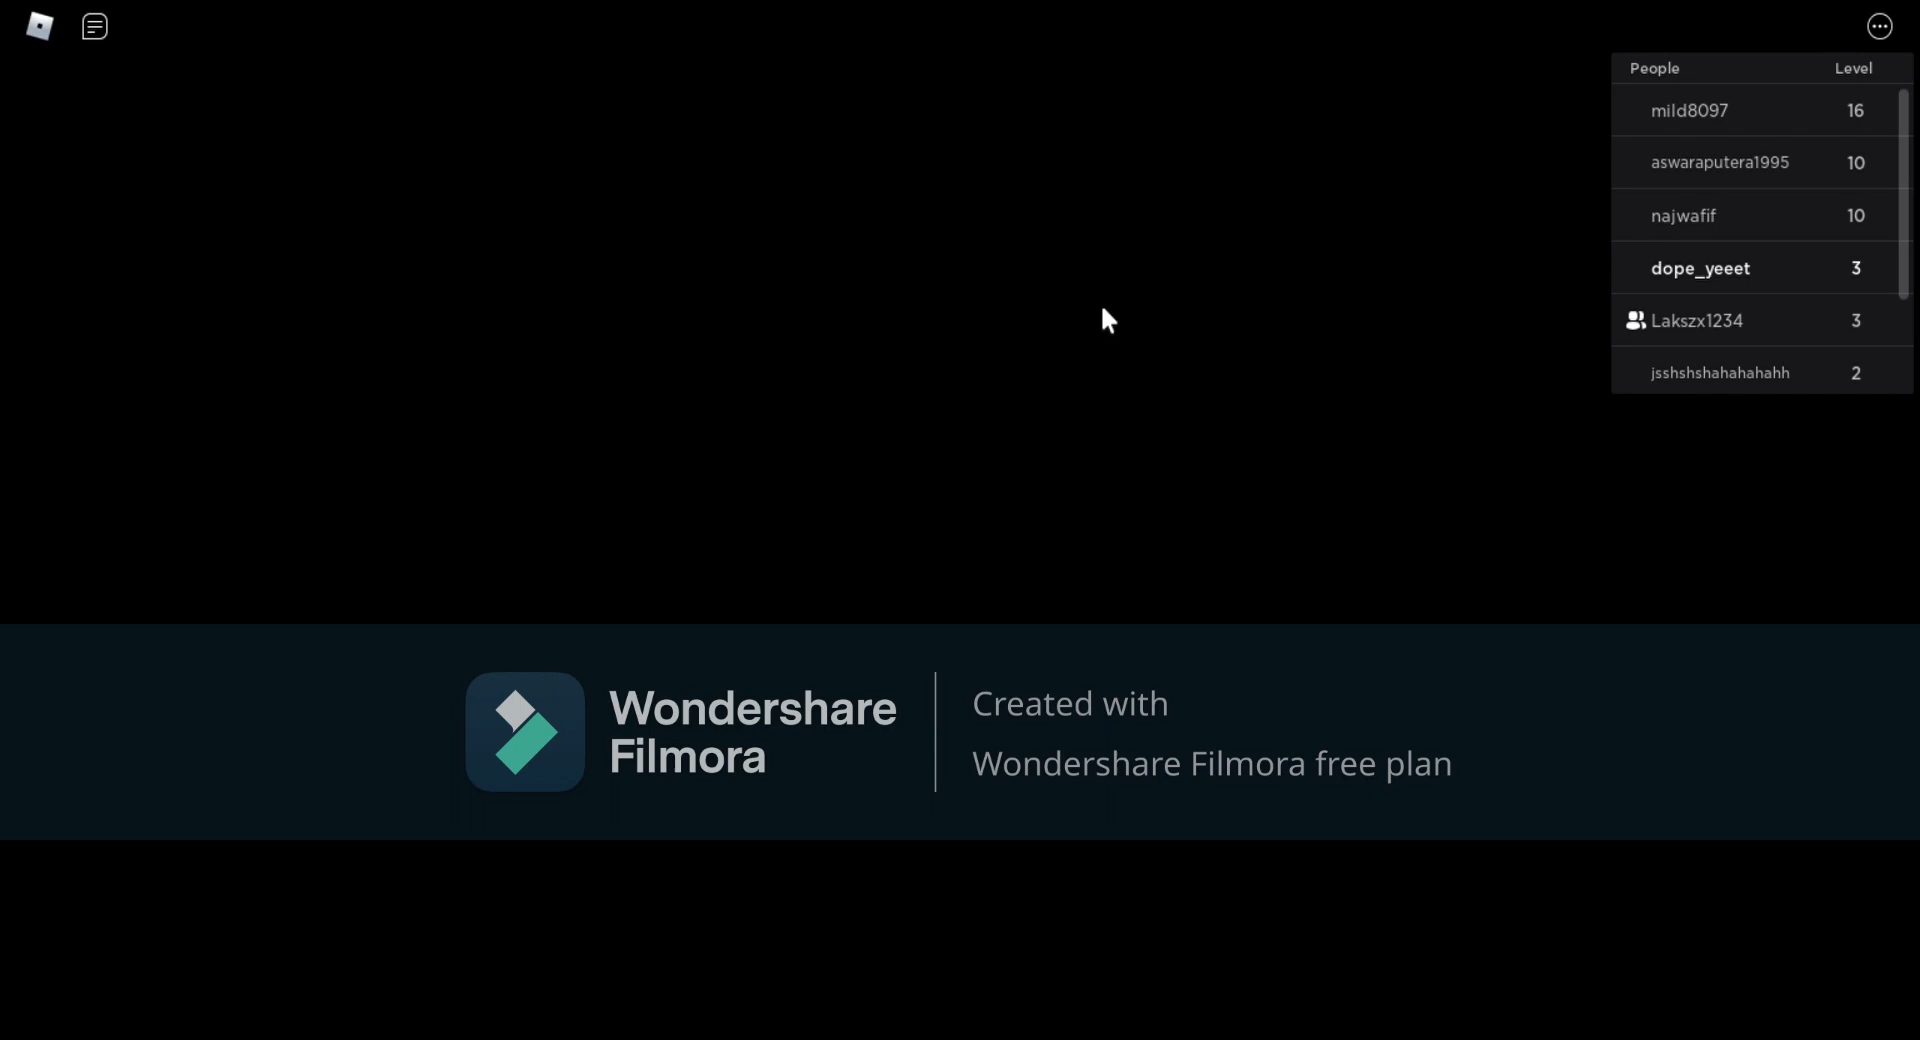 People Level
mild8097 16
aswaraputera1995 10
najwafif 10
dope_yeeet 3
Lakszx1234 3
jsshshshahahahahh 2
Wondershare
Filmora
Created with
Wondershare Filmora free plan